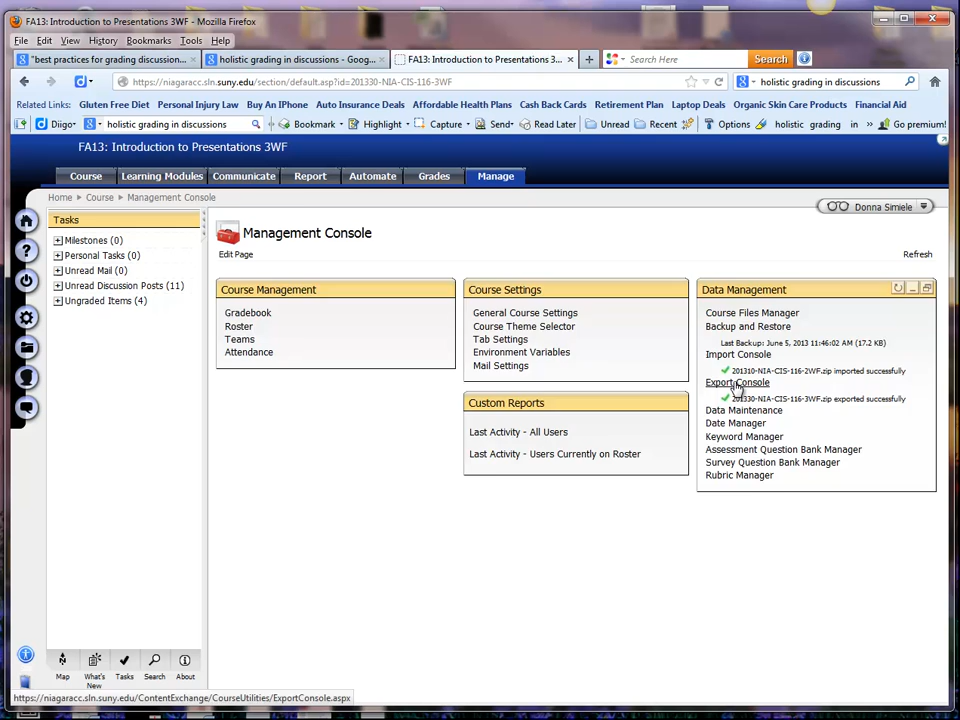 FA13: Introduction to Presentations 3WF - Mozilla Firefox
File Edit View History Bookmarks Tools Help
"best practices for grading discussions... holistic grading in discussions - Goog... FA13: Introduction to Presentations 3W... Search Here Search
https://niagaracc.sln.suny.edu/section/default.asp?id=201330-NIA-CIS-116-3WF holistic grading in discussions
Related Links: Gluten Free Diet Personal Injury Law Buy An IPhone Auto Insurance Deals Affordable Health Plans Cash Back Cards Retirement Plan Laptop Deals Organic Skin Care Products Financial Aid
Diigo holistic grading in discussions Bookmark Highlight Capture Send Read Later Unread Recent Options holistic grading in » Go premium!
FA13: Introduction to Presentations 3WF
Course Learning Modules Communicate Report Automate Grades Manage
Home Course Management Console
Donna Simiele
Tasks
Milestones (0)
Personal Tasks (0)
Unread Mail (0)
Unread Discussion Posts (11)
Ungraded Items (4)
Management Console
Edit Page
Refresh
Course Management
Gradebook
Roster
Teams
Attendance
Course Settings
General Course Settings
Course Theme Selector
Tab Settings
Environment Variables
Mail Settings
Custom Reports
Last Activity - All Users
Last Activity - Users Currently on Roster
Data Management
Course Files Manager
Backup and Restore
Last Backup: June 5, 2013 11:46:02 AM (17.2 KB)
Import Console
201310-NIA-CIS-116-2WF.zip imported successfully
Export Console
201330-NIA-CIS-116-3WF.zip exported successfully
Data Maintenance
Date Manager
Keyword Manager
Assessment Question Bank Manager
Survey Question Bank Manager
Rubric Manager
Map What's New Tasks Search About
https://niagaracc.sln.suny.edu/ContentExchange/CourseUtilities/ExportConsole.aspx